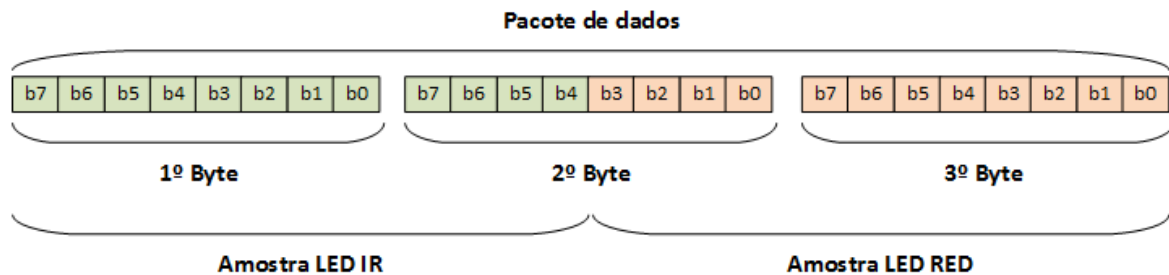 Pacote de dados
b7 b6 b5 b4 b3 b2 b1 b0 b7 b6 b5 b4 b3 b2 b1 b0 b7 b6 b5 b4 b3 b2 b1 b0
1º Byte 2º Byte 3º Byte
Amostra LED IR Amostra LED RED